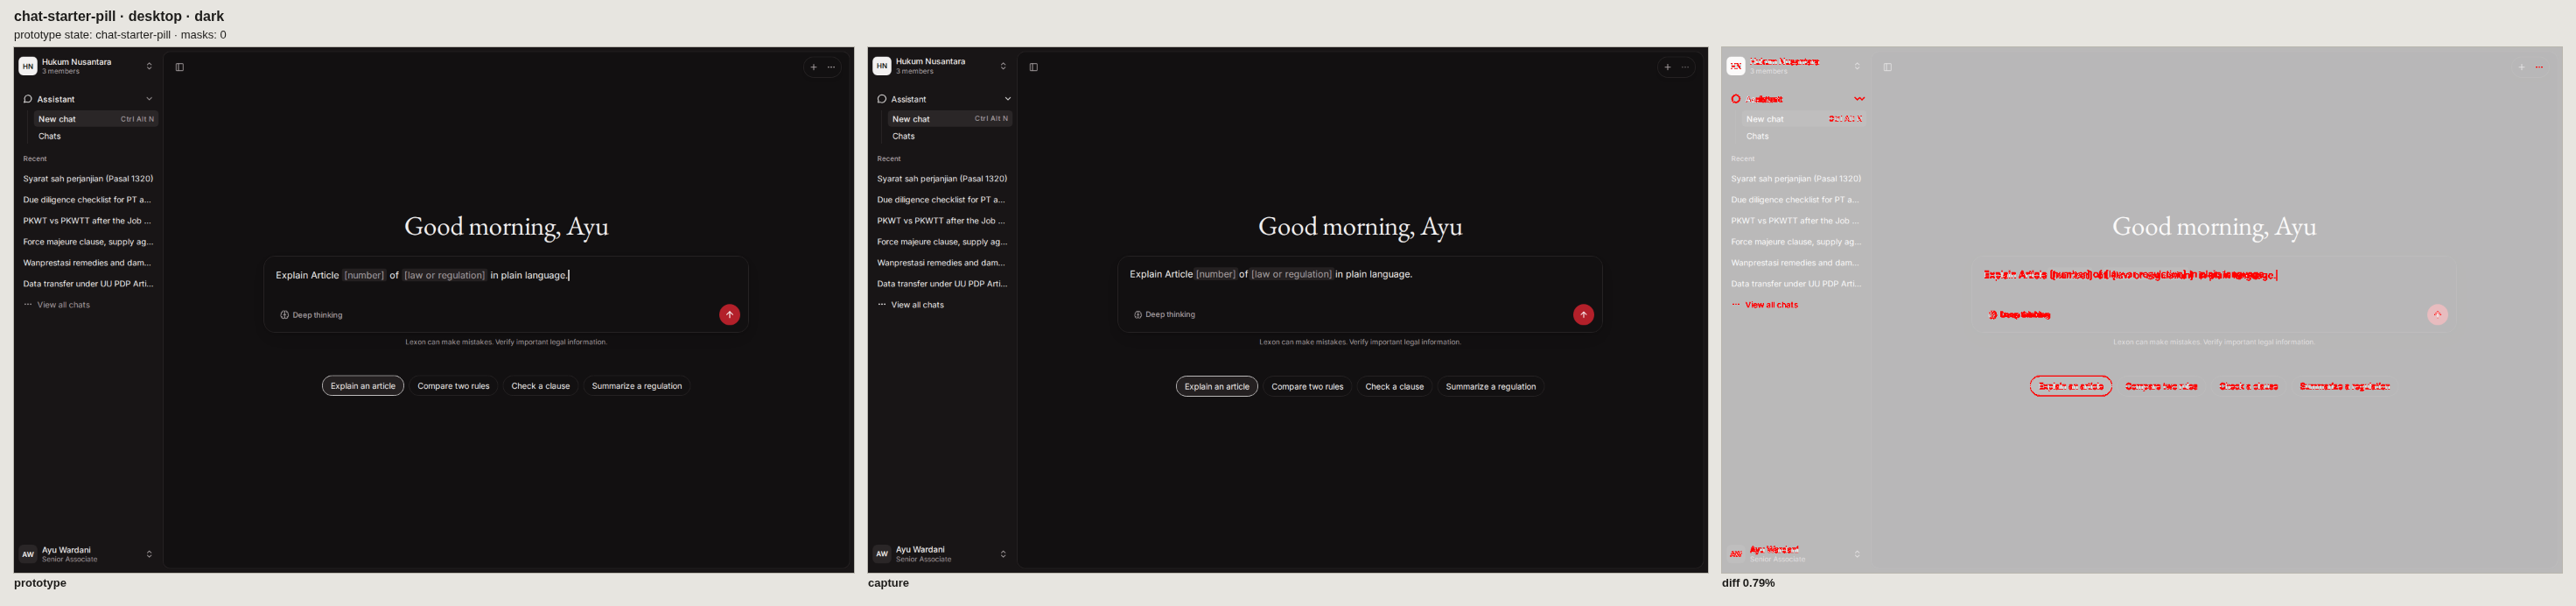 chat-starter-pill · desktop · dark
prototype state: chat-starter-pill · masks: 0
HN
Hukum Nusantara
3 members
Assistant
New chat
Ctrl Alt N
Chats
Recent
Syarat sah perjanjian (Pasal 1320)
Due diligence checklist for PT a...
PKWT vs PKWTT after the Job ...
Force majeure clause, supply ag...
Wanprestasi remedies and dam...
Data transfer under UU PDP Arti...
View all chats
AW
Ayu Wardani
Senior Associate
Good morning, Ayu
Explain Article [number] of [law or regulation] in plain language.
Deep thinking
Lexon can make mistakes. Verify important legal information.
Explain an article
Compare two rules
Check a clause
Summarize a regulation
prototype
HN
Hukum Nusantara
3 members
Assistant
New chat
Ctrl Alt N
Chats
Recent
Syarat sah perjanjian (Pasal 1320)
Due diligence checklist for PT a...
PKWT vs PKWTT after the Job ...
Force majeure clause, supply ag...
Wanprestasi remedies and dam...
Data transfer under UU PDP Arti...
View all chats
AW
Ayu Wardani
Senior Associate
Good morning, Ayu
Explain Article [number] of [law or regulation] in plain language.
Deep thinking
Lexon can make mistakes. Verify important legal information.
Explain an article
Compare two rules
Check a clause
Summarize a regulation
capture
3 members
New chat
Chats
Recent
Syarat sah perjanjian (Pasal 1320)
Due diligence checklist for PT a...
PKWT vs PKWTT after the Job ...
Force majeure clause, supply ag...
Wanprestasi remedies and dam...
Data transfer under UU PDP Arti...
View all chats
Senior Associate
Good morning, Ayu
Lexon can make mistakes. Verify important legal information.
diff 0.79%